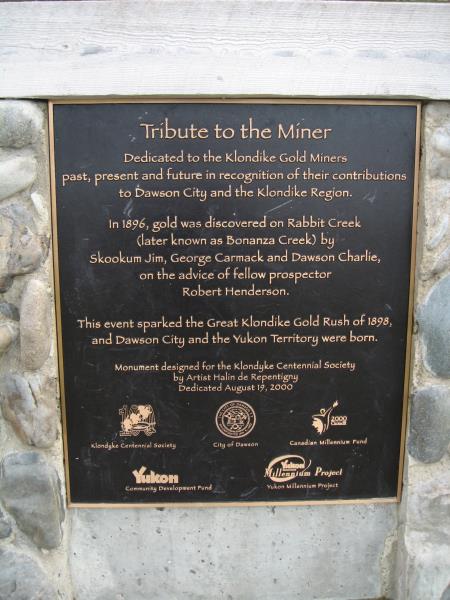 Tribute to the Miner
Dedicated to the Klondike Gold Miners
past, present and future in recognition of their contributions
to Dawson City and the Klondike Region.
In 1896, gold was discovered on Rabbit Creek
(later known as Bonanza Creek) by
Skookum Jim, George Carmack and Dawson Charlie,
on the advice of fellow prospector
Robert Henderson.
This event sparked the Great Klondike Gold Rush of 1898,
and Dawson City and the Yukon Territory were born.
Monument designed for the Klondyke Centennial Society
by Artist Halin de Repentigny
Dedicated August 19, 2000
2000
Klondyke Centennial Society
City of Dawson
Canadian Millennium Fund
Yukon
Community Development Fund
Yukon
Millennium Project
Yukon Millennium Project